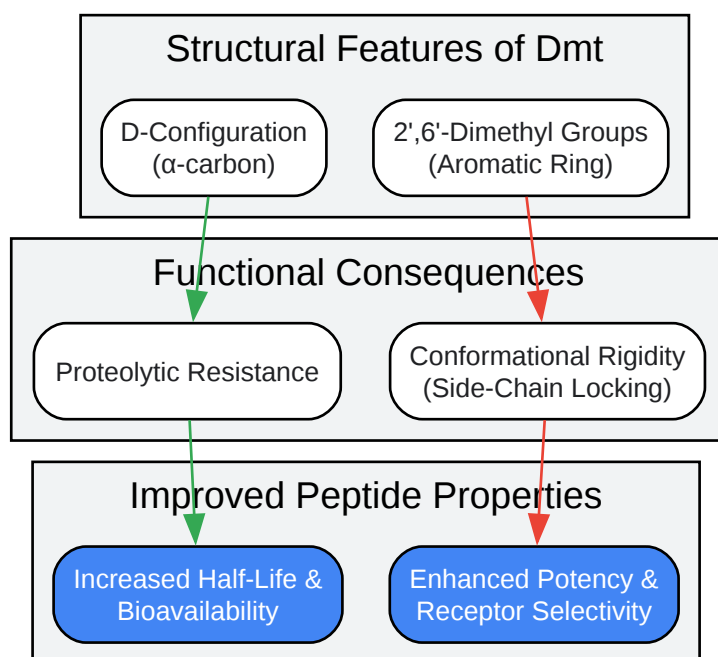 Structural Features of Dmt
D-Configuration
(α-carbon)
2',6'-Dimethyl Groups
(Aromatic Ring)
Functional Consequences
Proteolytic Resistance
Conformational Rigidity
(Side-Chain Locking)
Improved Peptide Properties
Increased Half-Life &
Bioavailability
Enhanced Potency &
Receptor Selectivity